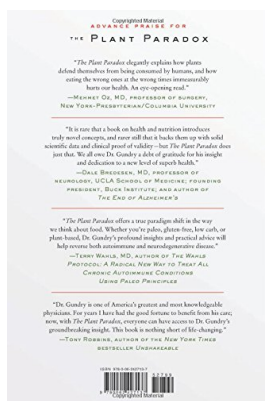 Copyrighted Material
ADVANCE PRAISE FOR
THE PLANT PARADOX
"The Plant Paradox elegantly explains how plants
defend themselves from being consumed by humans, and how
eating the wrong ones at the wrong times immeasurably
hurts our health. An eye-opening read."
—MEHMET OZ, MD, PROFESSOR OF SURGERY,
NEW YORK-PRESBYTERIAN/COLUMBIA UNIVERSITY
"It is rare that a book on health and nutrition introduces
truly novel concepts, and rarer still that it backs them up with solid
scientific data and clinical proof of validity—but The Plant Paradox does
just that. We all owe Dr. Gundry a debt of gratitude for his insight
and dedication to a new level of superb health."
—DALE BREDESEN, MD, PROFESSOR OF
NEUROLOGY, UCLA SCHOOL OF MEDICINE; FOUNDING
PRESIDENT, BUCK INSTITUTE; AND AUTHOR OF
THE END OF ALZHEIMER'S
"The Plant Paradox offers a true paradigm shift in the way
we think about food. Whether you're paleo, gluten-free, low carb, or
plant-based, Dr. Gundry's profound insights and practical advice will
help reverse both autoimmune and neurodegenerative disease."
—TERRY WAHLS, MD, AUTHOR OF THE WAHLS
PROTOCOL: A RADICAL NEW WAY TO TREAT ALL
CHRONIC AUTOIMMUNE CONDITIONS
USING PALEO PRINCIPLES
"Dr. Gundry is one of America's greatest and most knowledgeable
physicians. For years I have had the good fortune to benefit from his care;
now, with The Plant Paradox, everyone can have access to Dr. Gundry's
groundbreaking insight. This book is nothing short of life-changing."
—TONY ROBBINS, AUTHOR OF THE NEW YORK TIMES
BESTSELLER UNSHAKEABLE
ISBN 978-0-06-242713-7
52799
Copyrighted Material